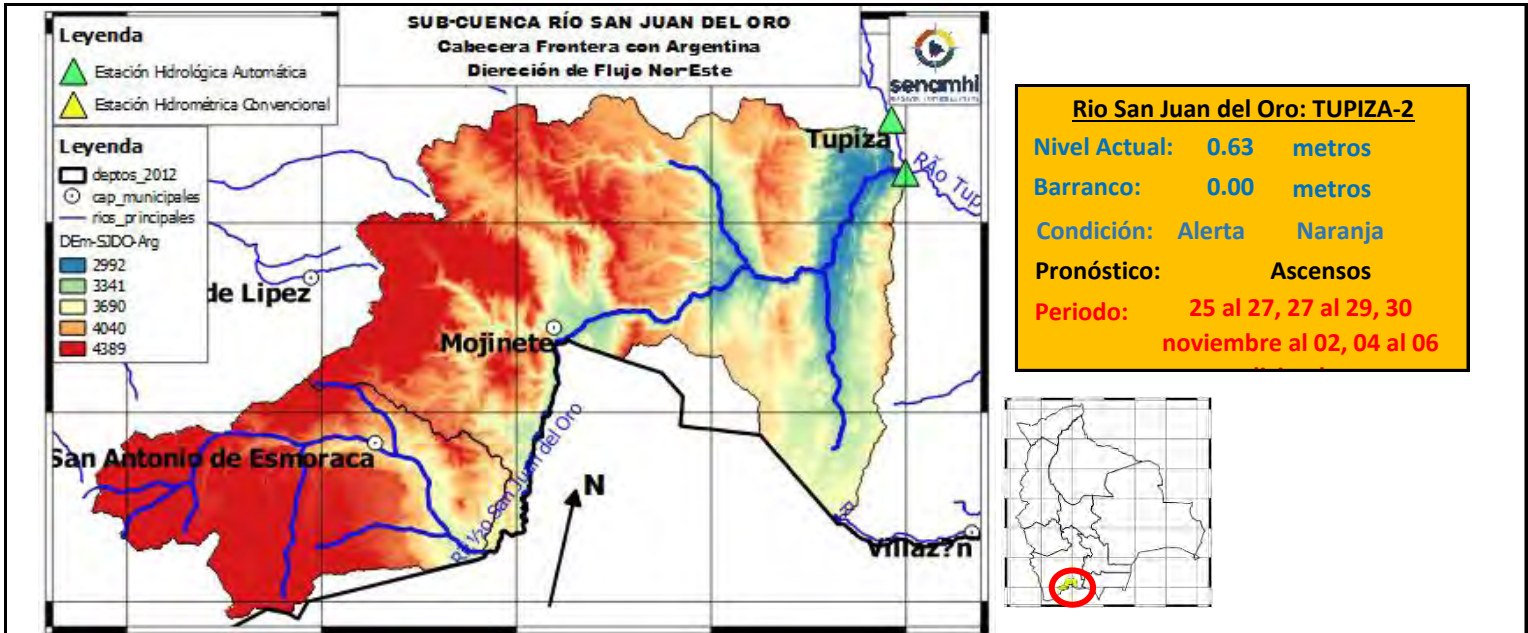 SUB-CUENCA RÍO SAN JUAN DEL ORO
Cabecera Frontera con Argentina
Dierción de Flujo Nor-Este
Leyenda
Estación Hidrológica Automática
Estación Hidrométrica Convencional
Leyenda
deptos_2012
cap_municipales
rios_principales
DEm-SJDO-Arg
2992
3341
3690
4040
4389
senamhi
Tupiza
RÃo Tup
de Lipez
Mojinete
San Antonio de Esmoraca
San Juan del Oro
N
Villaz?n
Rio San Juan del Oro: TUPIZA-2
Nivel Actual: 0.63 metros
Barranco: 0.00 metros
Condición: Alerta Naranja
Pronóstico: Ascensos
Periodo: 25 al 27, 27 al 29, 30
noviembre al 02, 04 al 06